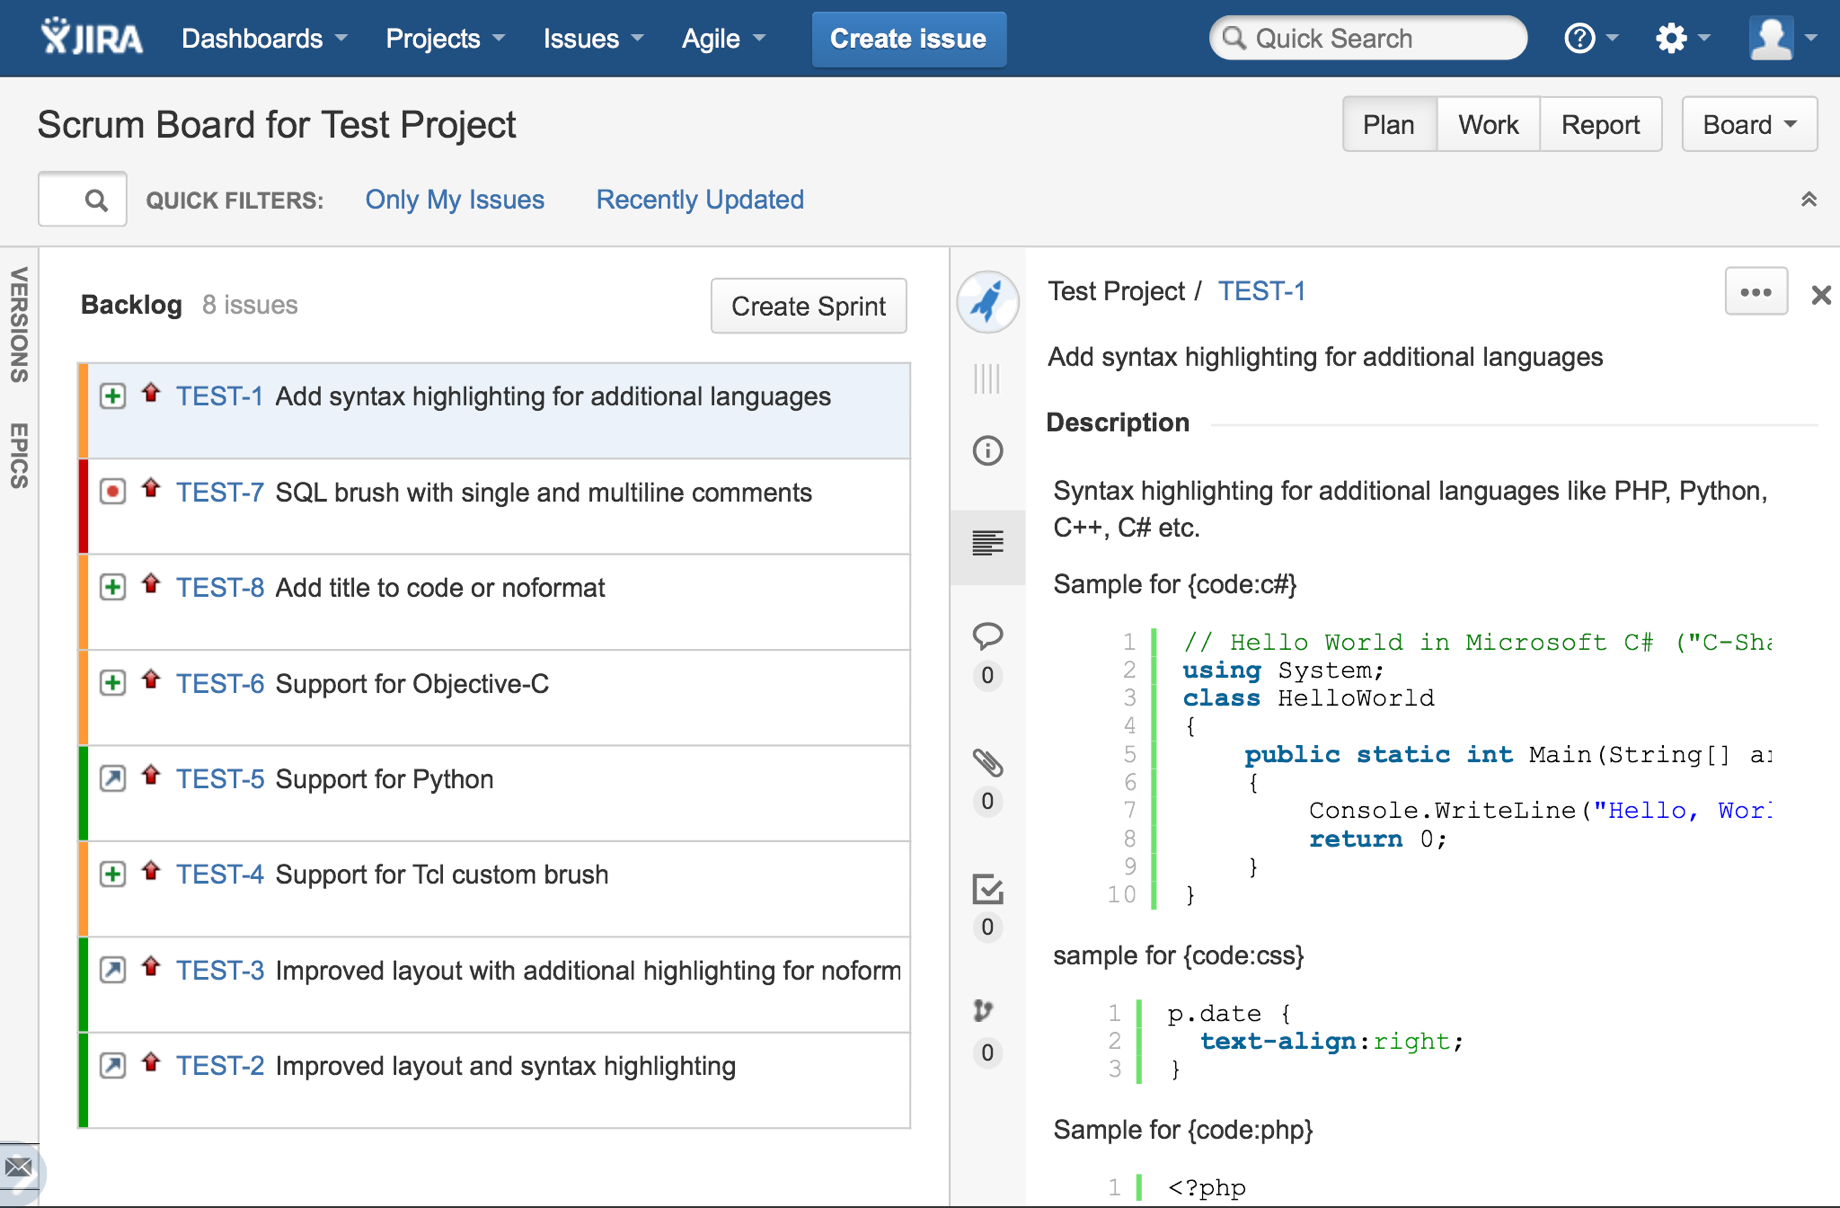 JIRA Dashboards Projects Issues Agile Create issue Quick Search
Scrum Board for Test Project
Plan Work Report Board
QUICK FILTERS: Only My Issues Recently Updated
VERSIONS
EPICS
Backlog 8 issues
Create Sprint
TEST-1 Add syntax highlighting for additional languages
TEST-7 SQL brush with single and multiline comments
TEST-8 Add title to code or noformat
TEST-6 Support for Objective-C
TEST-5 Support for Python
TEST-4 Support for Tcl custom brush
TEST-3 Improved layout with additional highlighting for noform
TEST-2 Improved layout and syntax highlighting
0
0
0
0
Test Project / TEST-1
Add syntax highlighting for additional languages
Description
Syntax highlighting for additional languages like PHP, Python,
C++, C# etc.
Sample for {code:c#}
1 // Hello World in Microsoft C# ("C-Sha
2 using System;
3 class HelloWorld
4 {
5 public static int Main(String[] a
6 {
7 Console.WriteLine("Hello, Worl
8 return 0;
9 }
10 }
sample for {code:css}
1 p.date {
2 text-align:right;
3 }
Sample for {code:php}
1 <?php